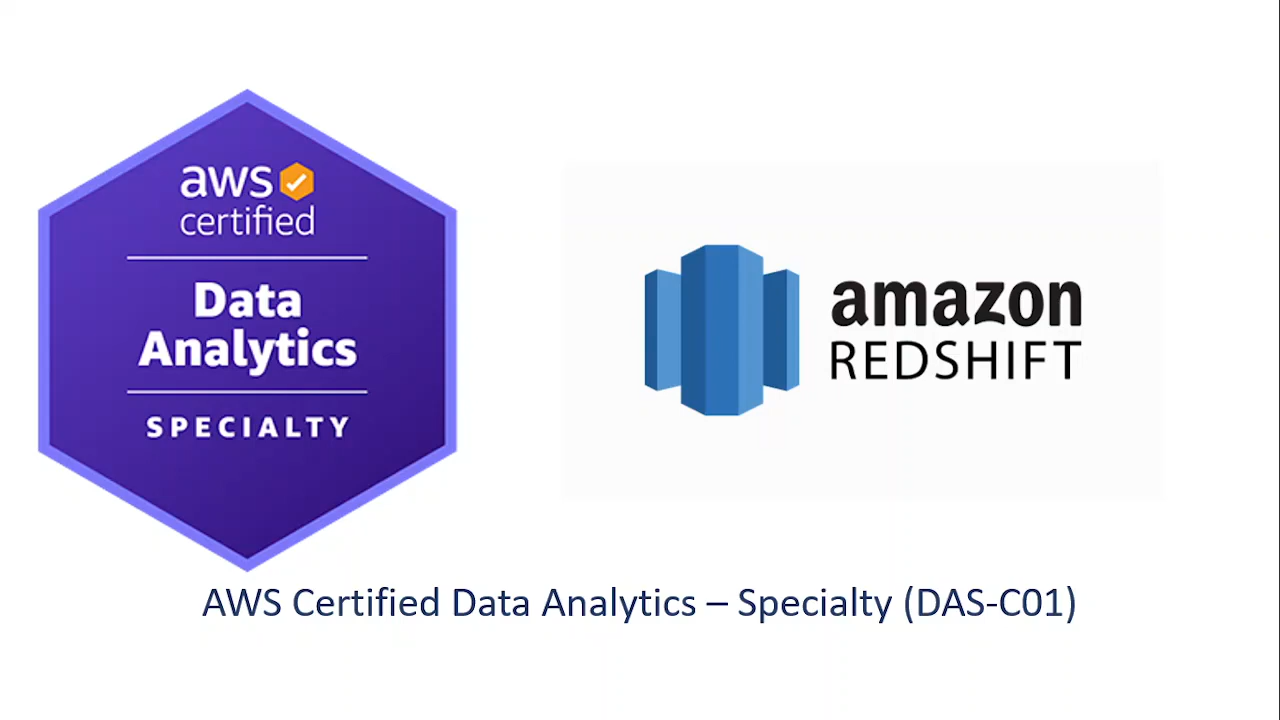 aws
certified
Data
Analytics
SPECIALTY
amazon
REDSHIFT
AWS Certified Data Analytics – Specialty (DAS-C01)